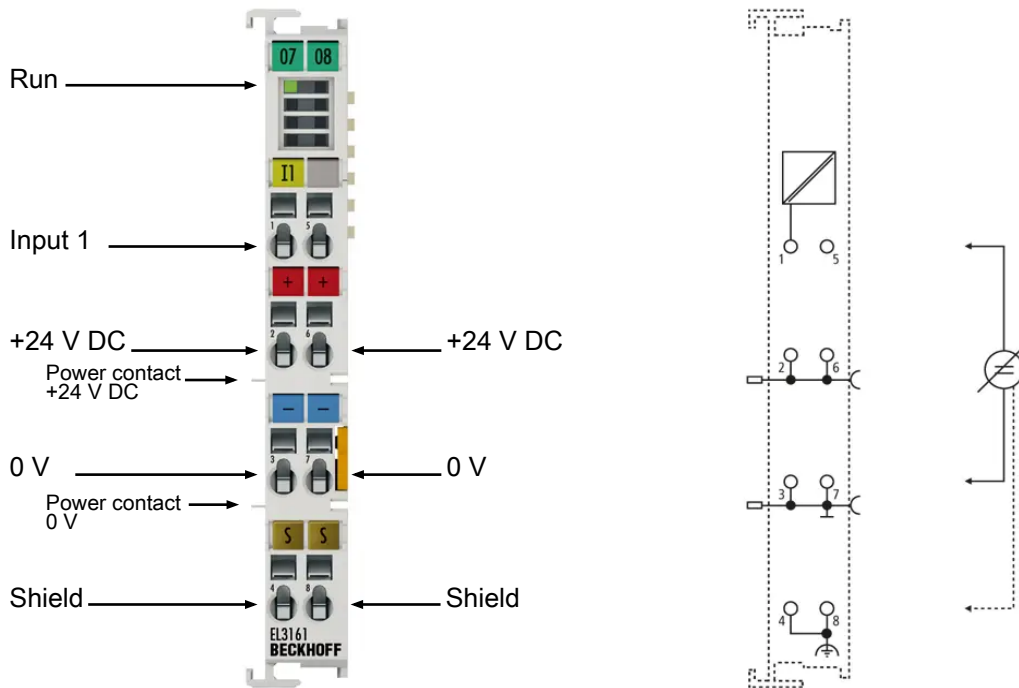 07 08
Run
I1
1 5
Input 1
+ +
2 6
+24 V DC
+24 V DC
Power contact
+24 V DC
− −
3 7
0 V
0 V
Power contact
0 V
S S
4 8
Shield
Shield
EL3161
BECKHOFF
1 5
2 6
3 7
4 8